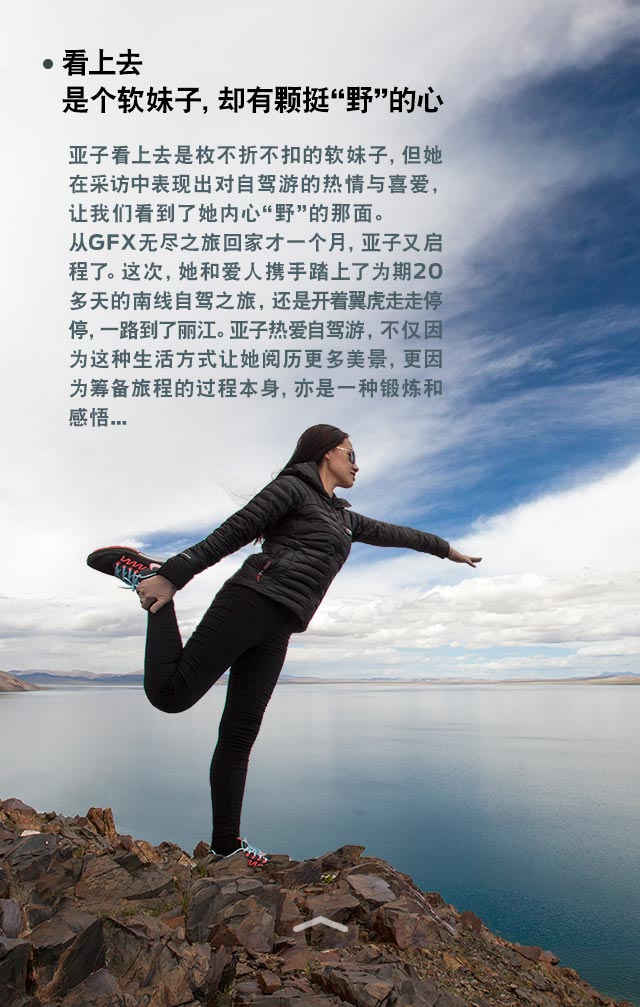 • 看上去
是个软妹子, 却有颗挺“野”的心
亚子看上去是枚不折不扣的软妹子, 但她
在采访中表现出对自驾游的热情与喜爱,
让我们看到了她内心“野”的那面。
从GFX无尽之旅回家才一个月, 亚子又启
程了。这次, 她和爱人携手踏上了为期20
多天的南线自驾之旅, 还是开着翼虎走走停
停, 一路到了丽江。亚子热爱自驾游, 不仅因
为这种生活方式让她阅历更多美景, 更因
为筹备旅程的过程本身, 亦是一种锻炼和
感悟...